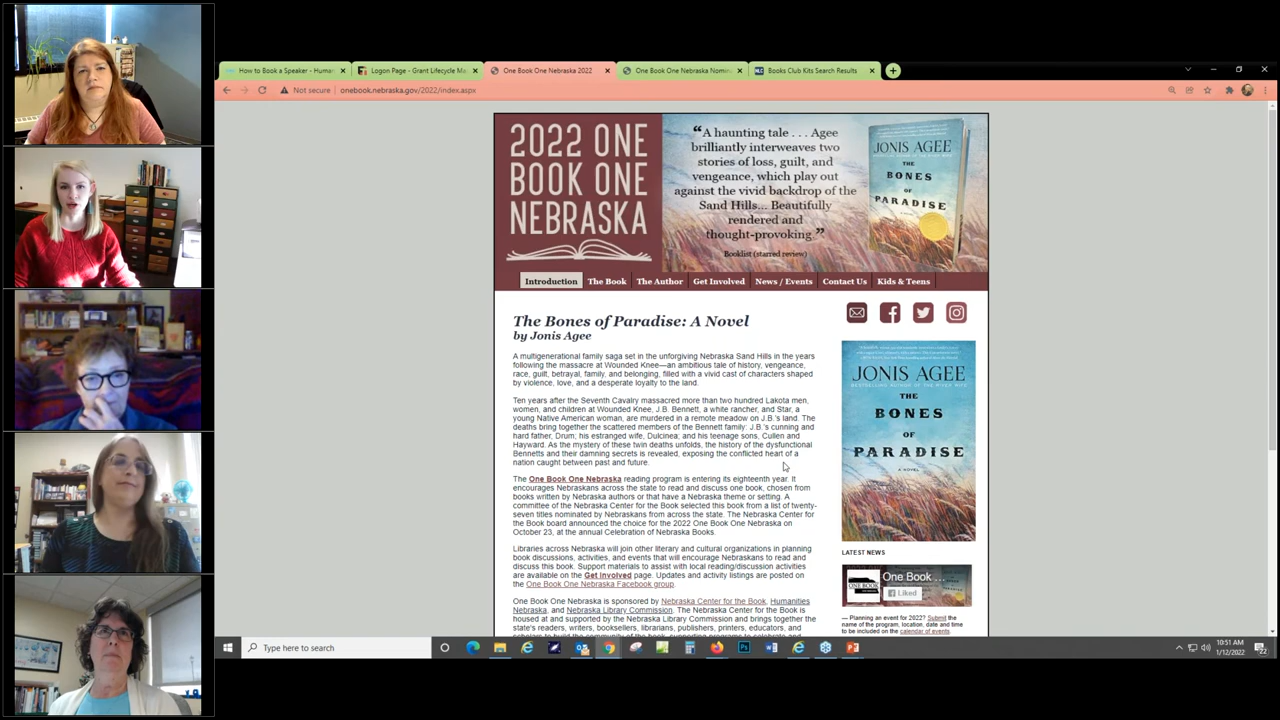 How to Book a Speaker - Human
Logon Page - Grant Lifecycle Ma
One Book One Nebraska 2022
One Book One Nebraska Nomin
Books Club Kits Search Results
Not secure
onebook.nebraska.gov/2022/index.aspx
2022 ONE
BOOK ONE
NEBRASKA
“A haunting tale . . . Agee
brilliantly interweaves two
stories of loss, guilt, and
vengeance, which play out
against the vivid backdrop of the
Sand Hills... Beautifully
rendered and
thought-provoking.”
Booklist (starred review)
JONIS AGEE
THE
BONES
OF
PARADISE
Introduction
The Book
The Author
Get Involved
News / Events
Contact Us
Kids & Teens
The Bones of Paradise: A Novel
by Jonis Agee
A multigenerational family saga set in the unforgiving Nebraska Sand Hills in the years
following the massacre at Wounded Knee—an ambitious tale of history, vengeance,
race, guilt, betrayal, family, and belonging, filled with a vivid cast of characters shaped
by violence, love, and a desperate loyalty to the land.
Ten years after the Seventh Cavalry massacred more than two hundred Lakota men,
women, and children at Wounded Knee, J.B. Bennett, a white rancher, and Star, a
young Native American woman, are murdered in a remote meadow on J.B.'s land. The
deaths bring together the scattered members of the Bennett family: J.B.'s cunning and
hard father, Drum; his estranged wife, Dulcinea; and his teenage sons, Cullen and
Hayward. As the mystery of these twin deaths unfolds, the history of the dysfunctional
Bennetts and their damning secrets is revealed, exposing the conflicted heart of a
nation caught between past and future.
The One Book One Nebraska reading program is entering its eighteenth year. It
encourages Nebraskans across the state to read and discuss one book, chosen from
books written by Nebraska authors or that have a Nebraska theme or setting. A
committee of the Nebraska Center for the Book selected this book from a list of twenty-
seven titles nominated by Nebraskans from across the state. The Nebraska Center for
the Book board announced the choice for the 2022 One Book One Nebraska on
October 23, at the annual Celebration of Nebraska Books.
Libraries across Nebraska will join other literary and cultural organizations in planning
book discussions, activities, and events that will encourage Nebraskans to read and
discuss this book. Support materials to assist with local reading/discussion activities
are available on the Get Involved page. Updates and activity listings are posted on
the One Book One Nebraska Facebook group.
One Book One Nebraska is sponsored by Nebraska Center for the Book, Humanities
Nebraska, and Nebraska Library Commission. The Nebraska Center for the Book is
housed at and supported by the Nebraska Library Commission and brings together the
state's readers, writers, booksellers, librarians, publishers, printers, educators, and
scholars to build the community of the book, supporting programs to celebrate and
JONIS AGEE
THE
BONES
OF
PARADISE
A NOVEL
LATEST NEWS
One Book ...
Liked
— Planning an event for 2022? Submit the
name of the program, location, date and time
to be included on the calendar of events.
Type here to search
10:51 AM
1/12/2022
22